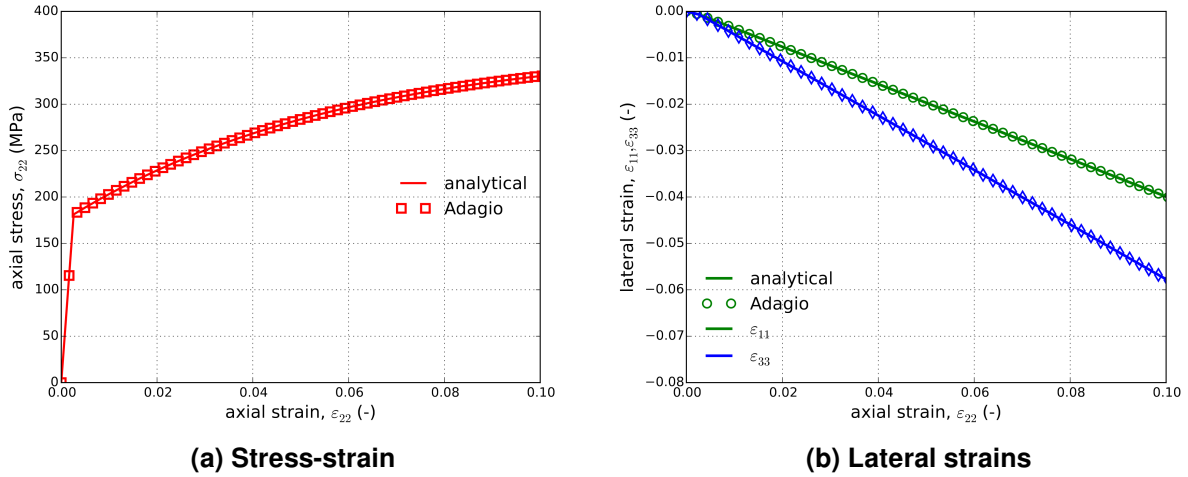 400
350
300
250
200
150
100
50
0
axial stress, σ₂₂ (MPa)
analytical
Adagio
0.00 0.02 0.04 0.06 0.08 0.10
axial strain, ε₂₂ (-)
(a) Stress-strain
0.00
−0.01
−0.02
−0.03
−0.04
−0.05
−0.06
−0.07
−0.08
lateral strain, ε₁₁,ε₃₃ (-)
analytical
Adagio
ε₁₁
ε₃₃
0.00 0.02 0.04 0.06 0.08 0.10
axial strain, ε₂₂ (-)
(b) Lateral strains